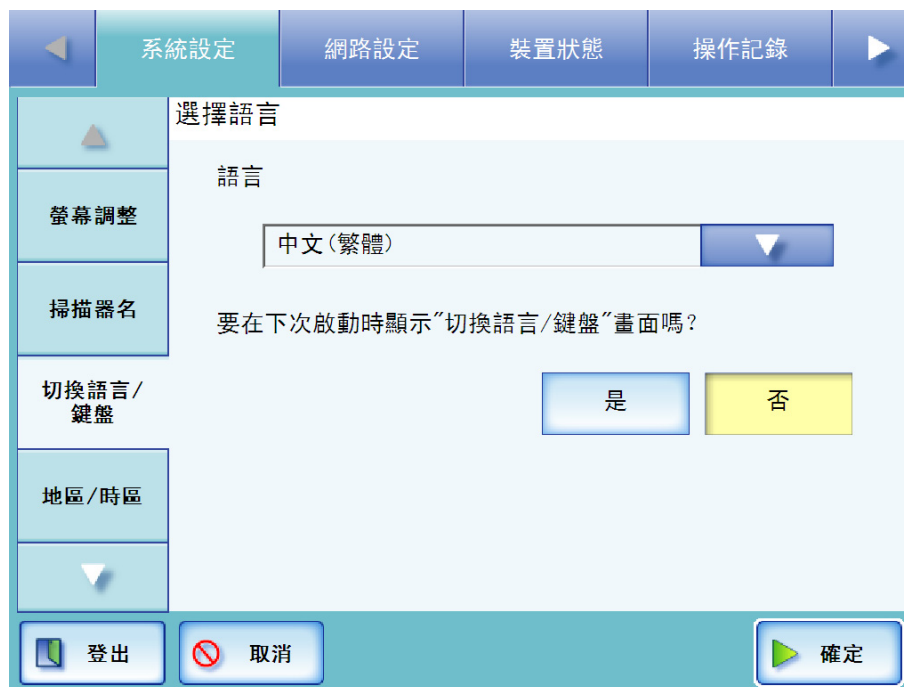 系統設定
網路設定
裝置狀態
操作記錄
選擇語言
螢幕調整
掃描器名
切換語言/
鍵盤
地區/時區
語言
中文(繁體)
要在下次啟動時顯示"切換語言/鍵盤"畫面嗎?
是
否
登出
取消
確定